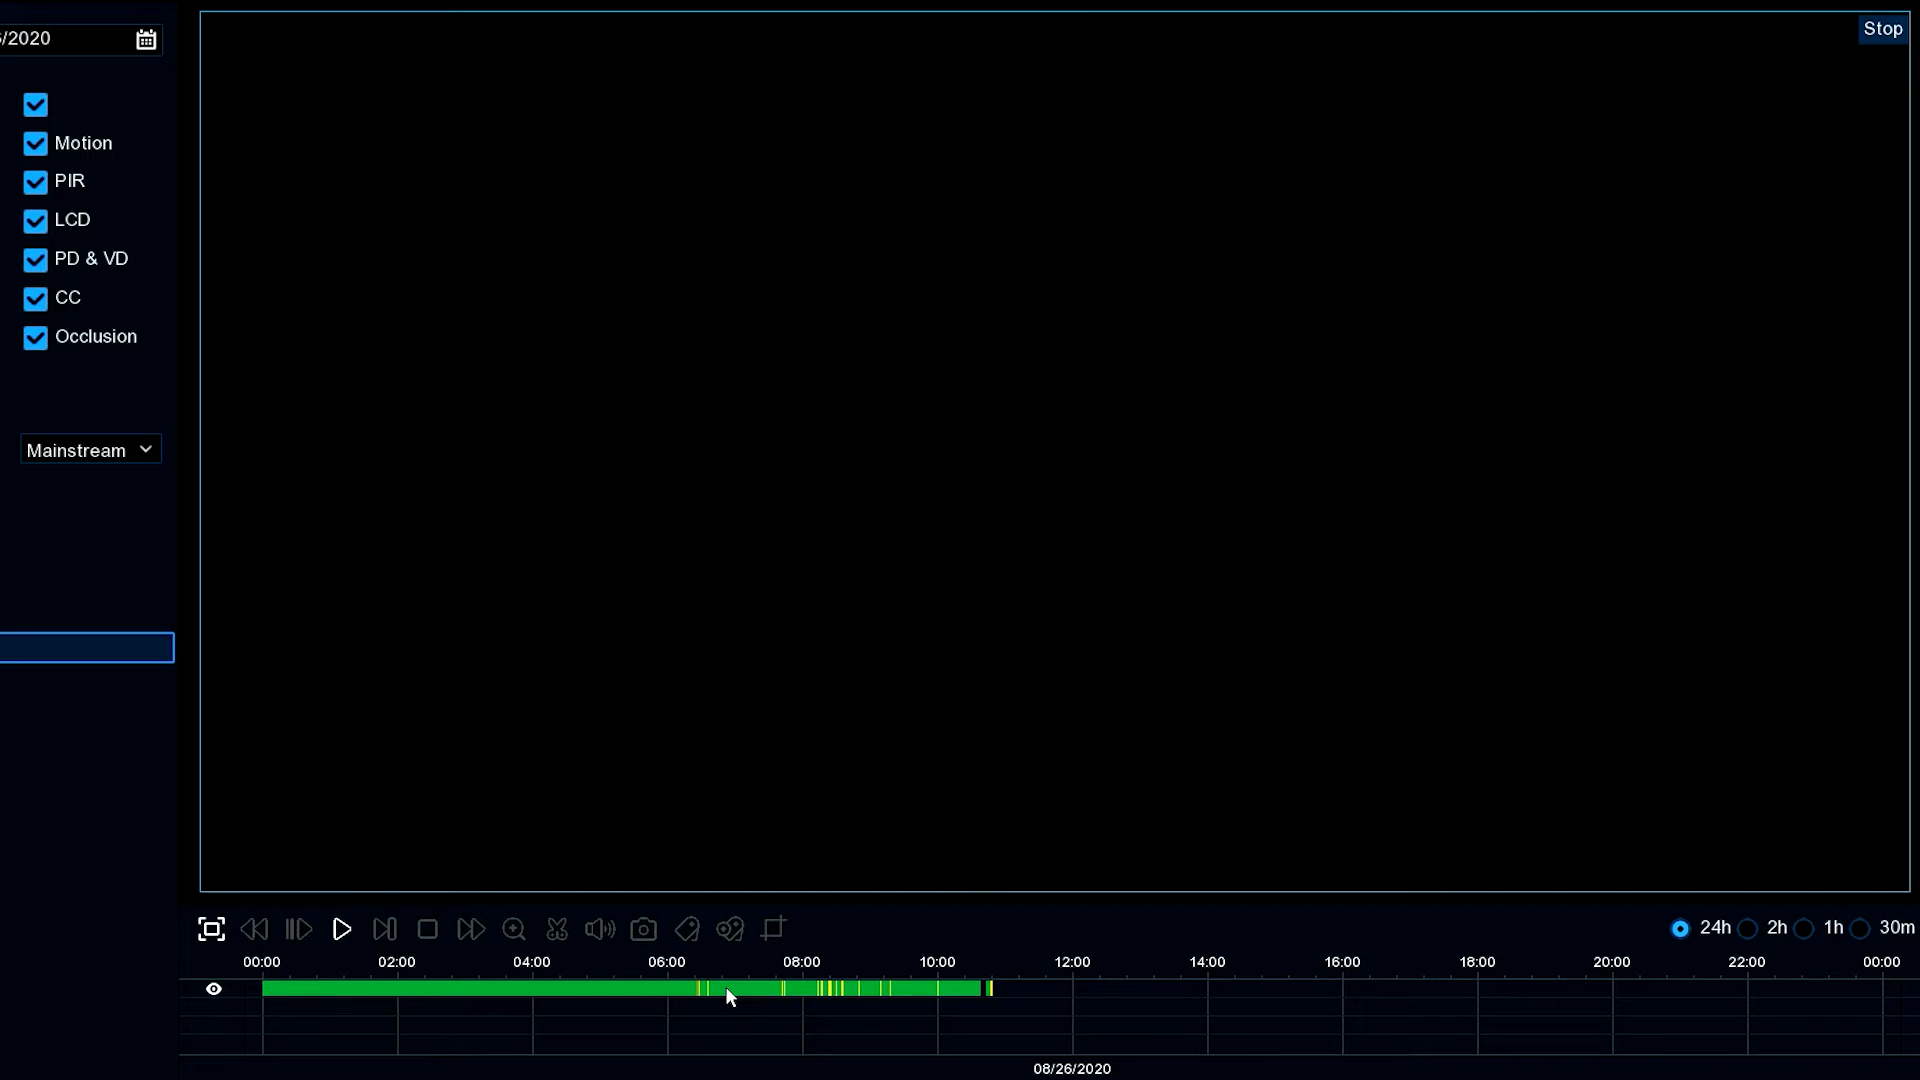 /2020
Stop
Motion
PIR
LCD
PD & VD
CC
Occlusion
Mainstream
24h 2h 1h 30m
00:00 02:00 04:00 06:00 08:00 10:00 12:00 14:00 16:00 18:00 20:00 22:00 00:00
08/26/2020